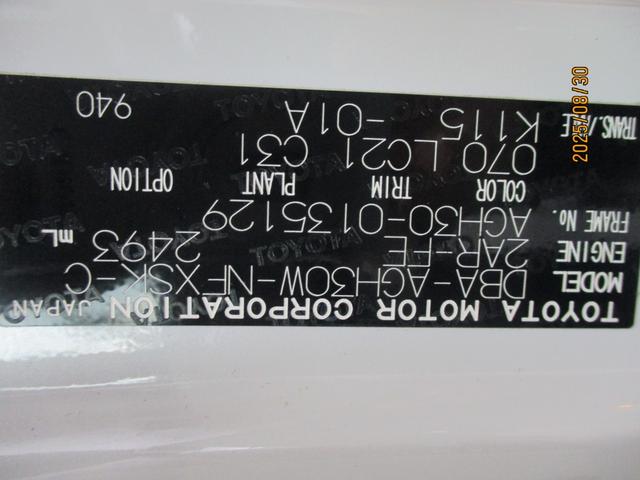 TOYOTA MOTOR CORPORATION JAPAN
MODEL DBA-AGH30W-NFXSK-C
ENGINE 2AR-FE 2493 mL
FRAME No. AGH30-0135129
COLOR TRIM PLANT OPTION
070 LC21 C31
TRANS./AXLE K115 -01A
940
2025/08/30